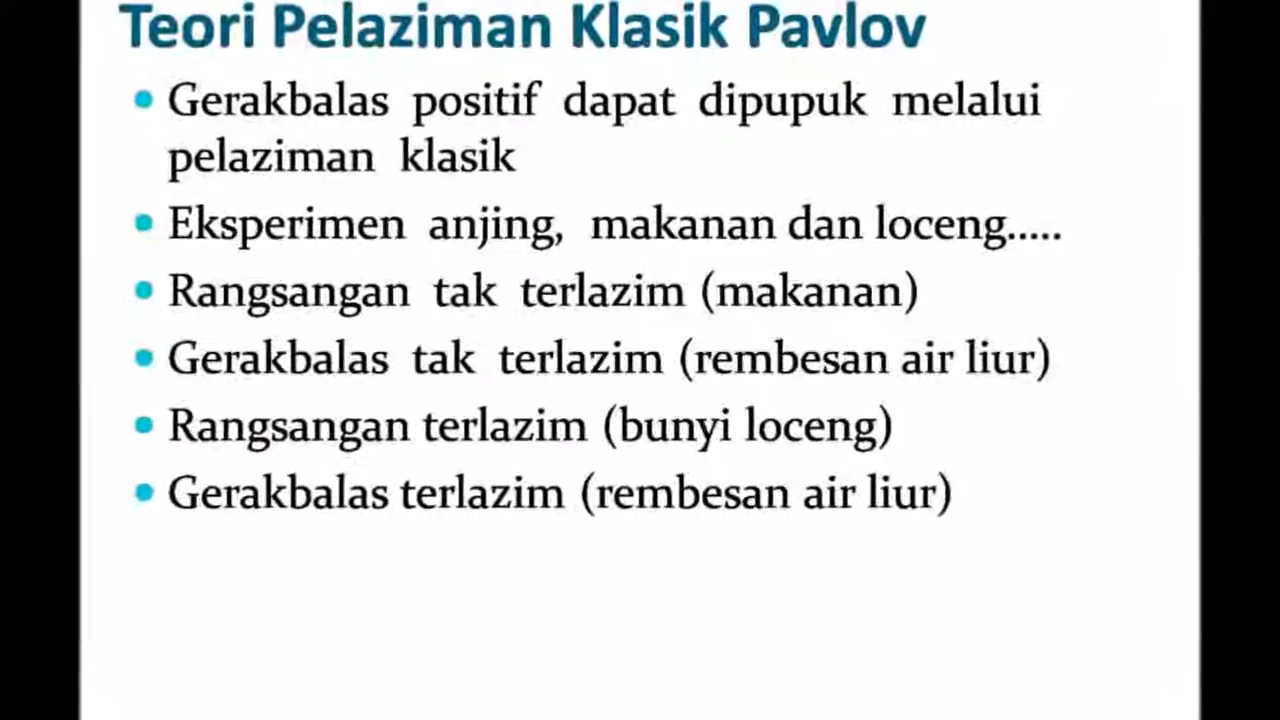 Teori Pelaziman Klasik Pavlov
Gerakbalas positif dapat dipupuk melalui
pelaziman klasik
Eksperimen anjing, makanan dan loceng.....
Rangsangan tak terlazim (makanan)
Gerakbalas tak terlazim (rembesan air liur)
Rangsangan terlazim (bunyi loceng)
Gerakbalas terlazim (rembesan air liur)